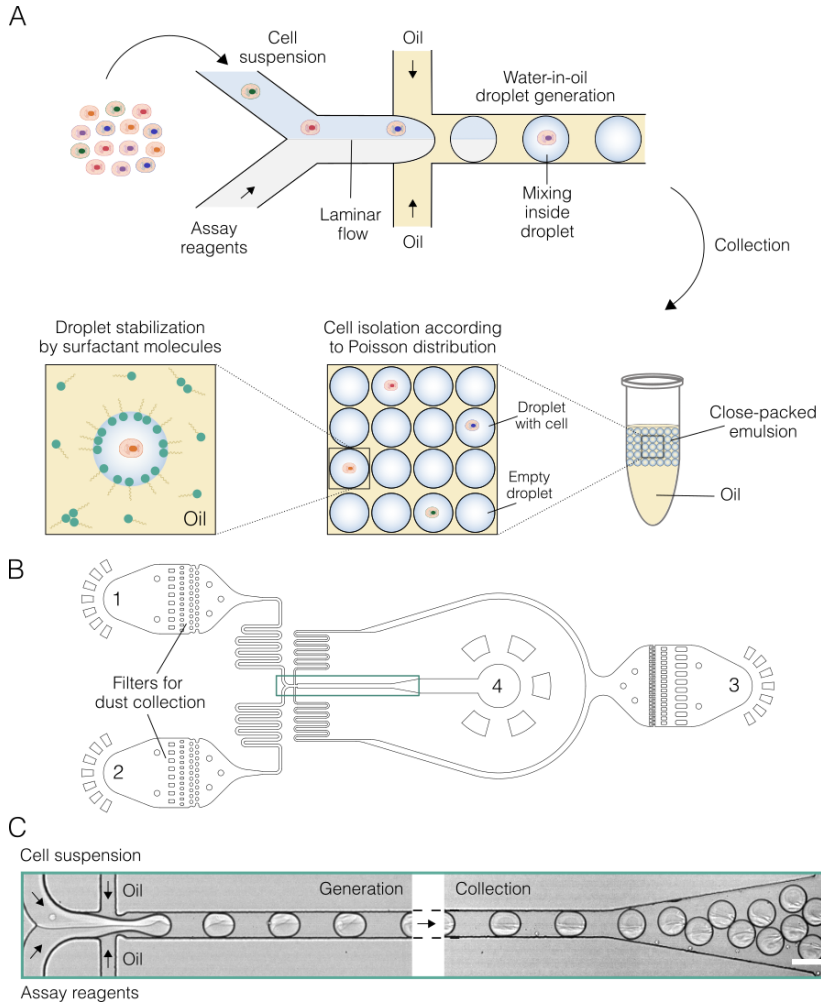 A
Cell
suspension
Oil
Water-in-oil
droplet generation
Assay
reagents
Laminar
flow
Oil
Mixing
inside
droplet
Collection
Droplet stabilization
by surfactant molecules
Cell isolation according
to Poisson distribution
Droplet
with cell
Close-packed
emulsion
Empty
droplet
Oil
Oil
B
1
Filters for
dust collection
4
3
2
C
Cell suspension
Oil
Generation
Collection
Oil
Assay reagents